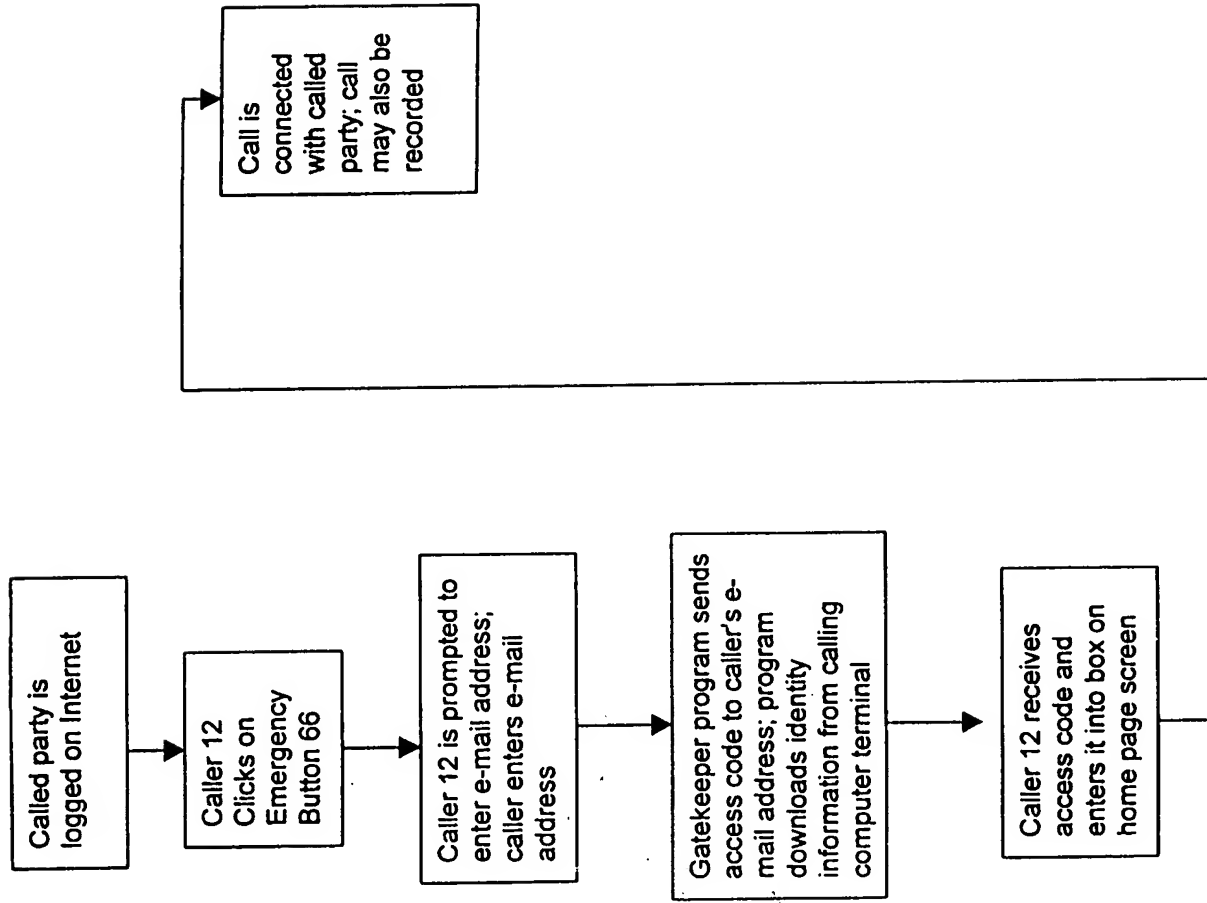 Called party is
logged on Internet
Caller 12
Clicks on
Emergency
Button 66
Caller 12 is prompted to
enter e-mail address;
caller enters e-mail
address
Gatekeeper program sends
access code to caller's e-
mail address; program
downloads identity
information from calling
computer terminal
Caller 12 receives
access code and
enters it into box on
home page screen
Call is
connected
with called
party; call
may also be
recorded